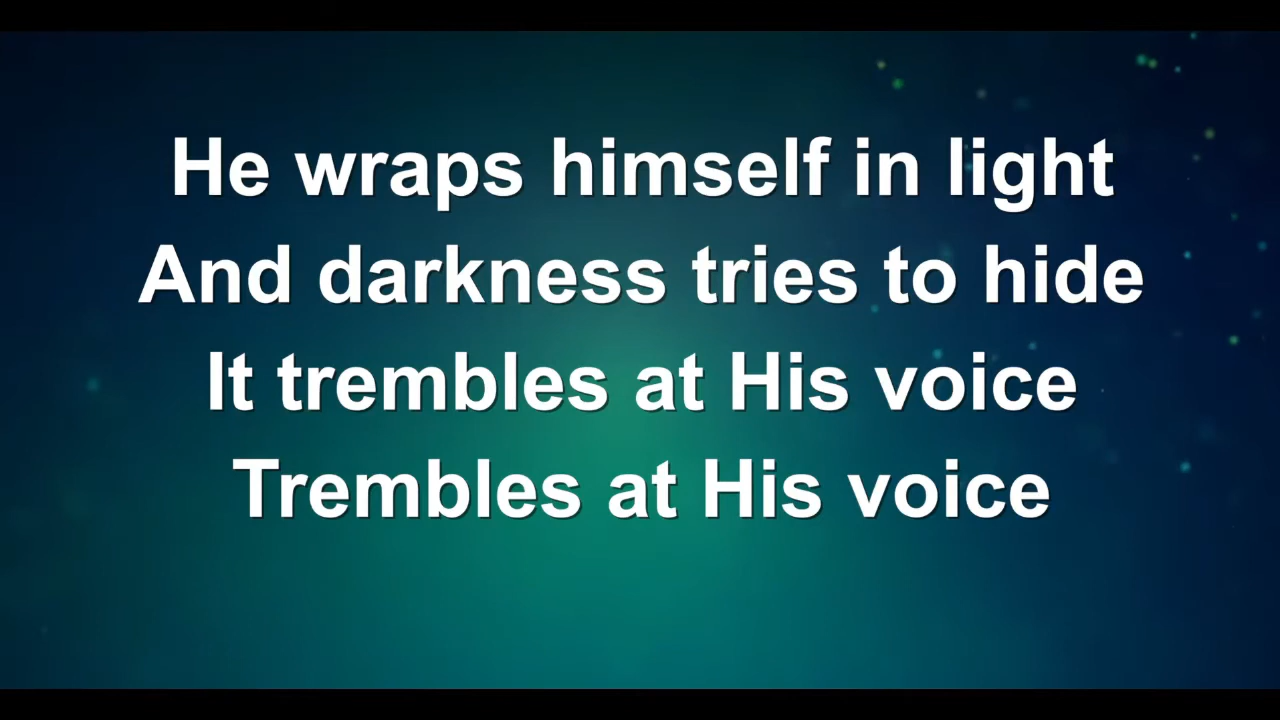 He wraps himself in light
And darkness tries to hide
It trembles at His voice
Trembles at His voice